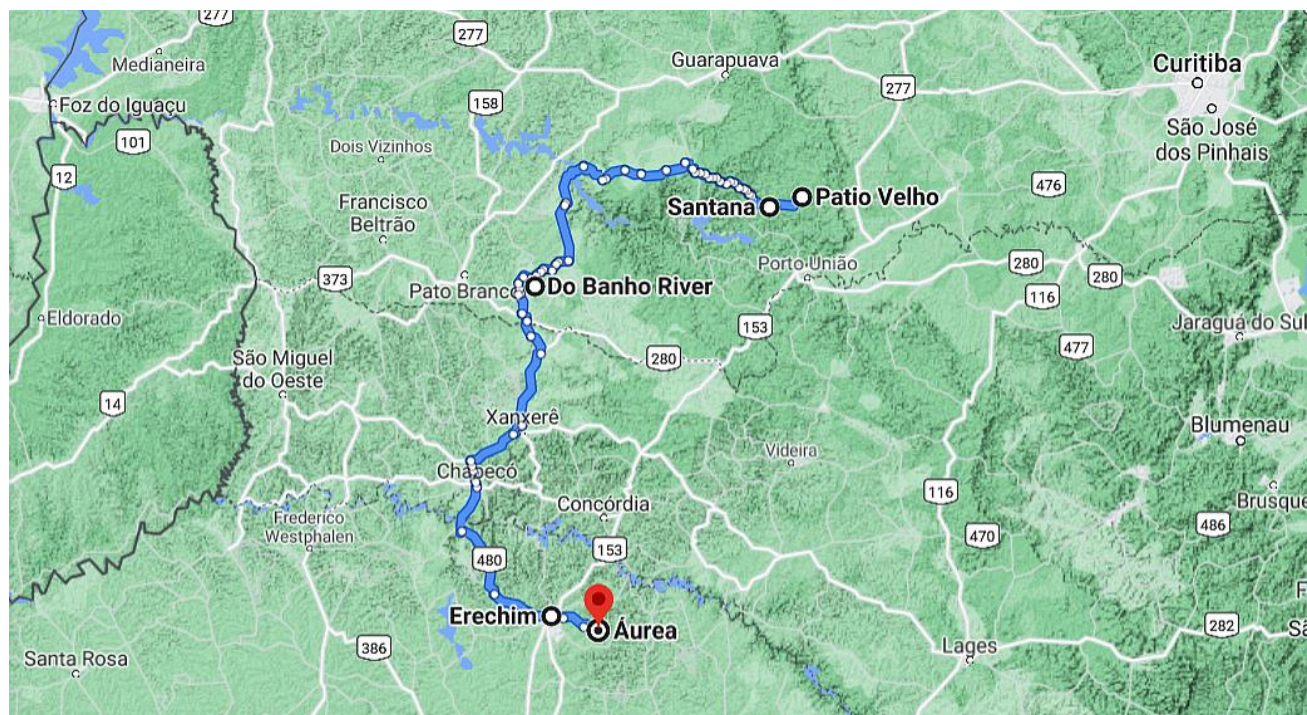 277
277
Medianeira
Guarapuava
Curitiba
158
277
Foz do Iguaçu
101
São José
dos Pinhais
Dois Vizinhos
12
476
Francisco
Beltrão
Santana
Patio Velho
Porto União
280
280
373
Pato Branc
Do Banho River
116
Eldorado
153
Jaraguá do Sul
477
São Miguel
do Oeste
280
14
Xanxerê
Blumenau
Videira
Chapecó
116
Brusque
Concórdia
Frederico
Westphalen
486
470
480
153
Erechim
Áurea
282
386
Lages
Santa Rosa